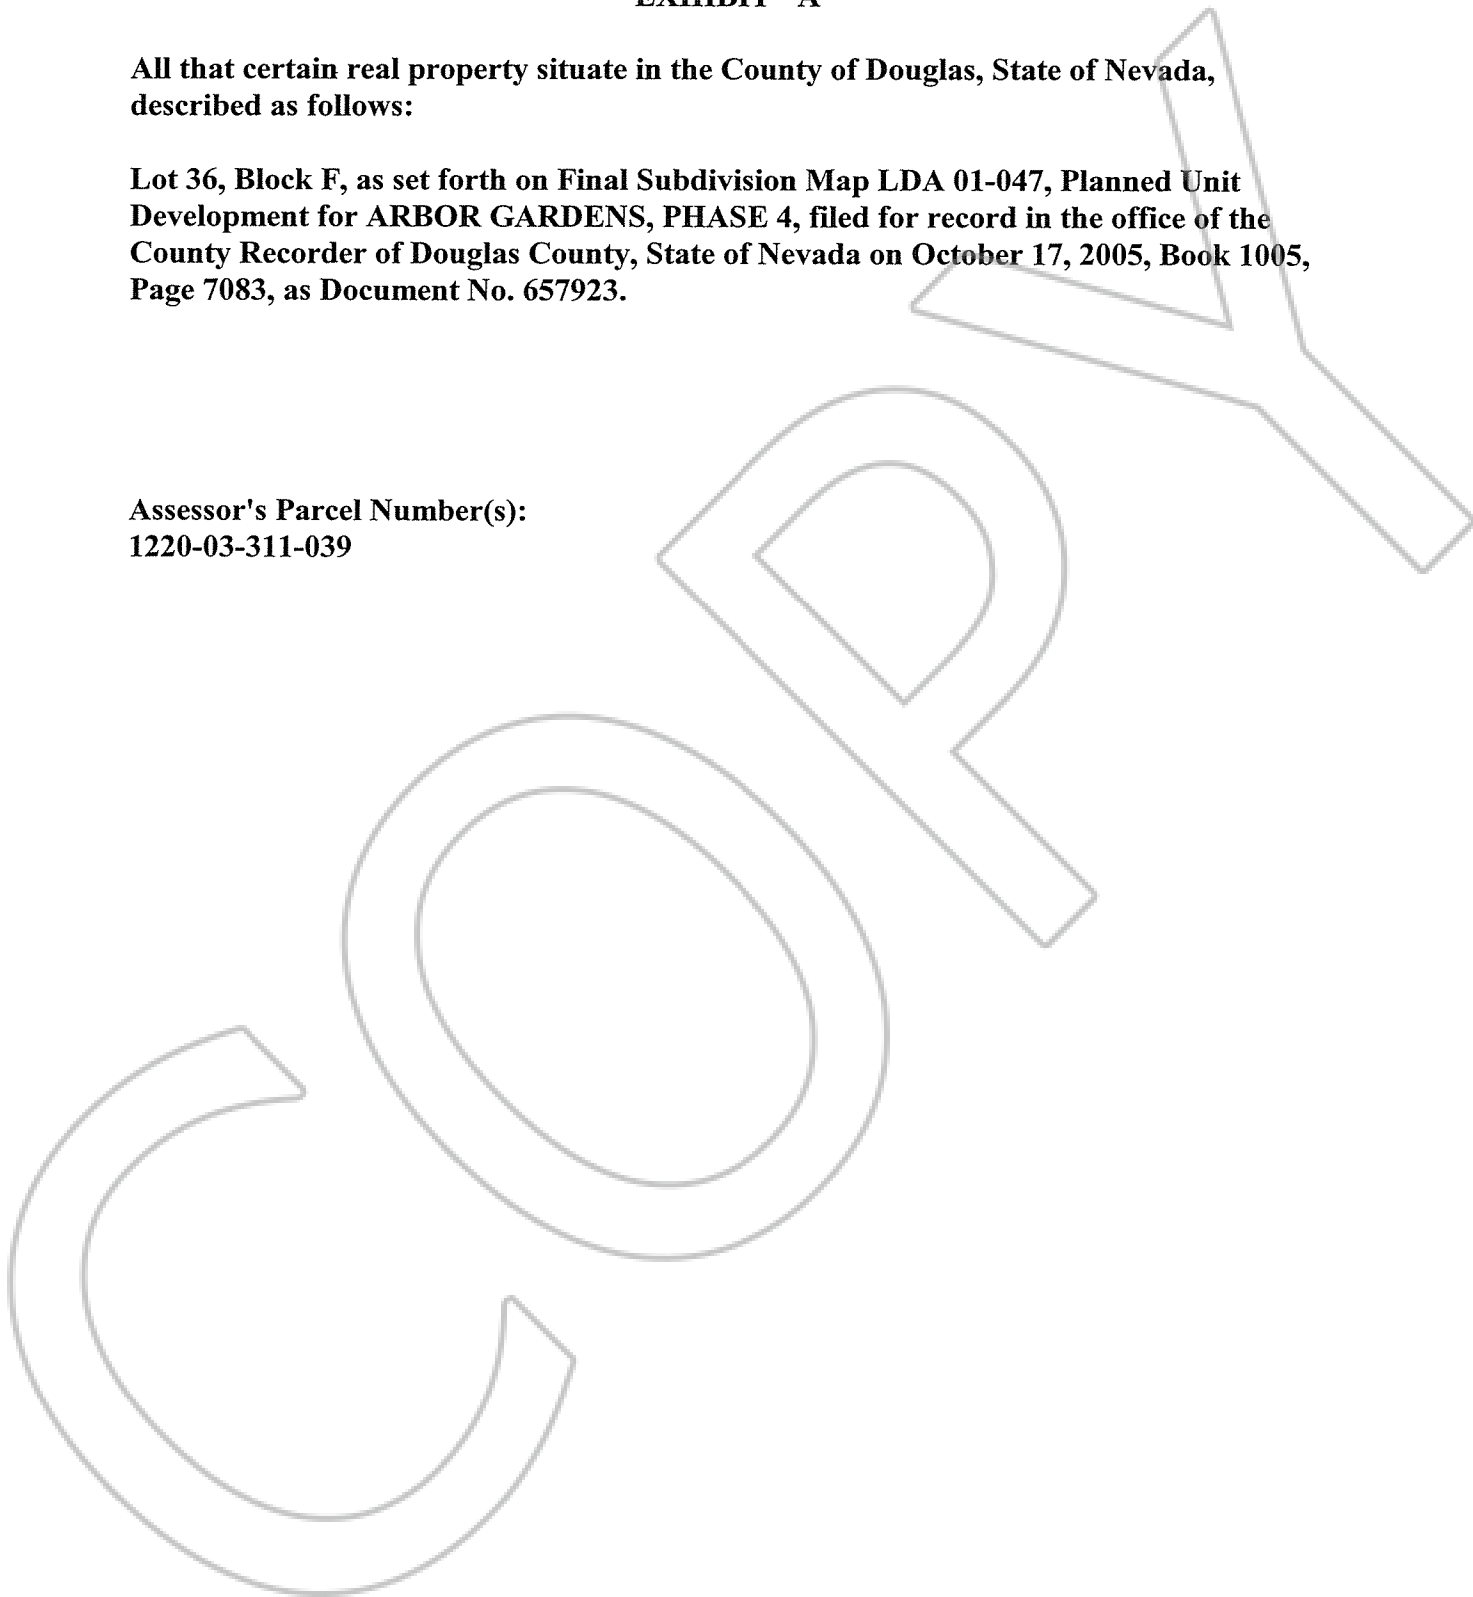 EXHIBIT A
All that certain real property situate in the County of Douglas, State of Nevada,
described as follows:
Lot 36, Block F, as set forth on Final Subdivision Map LDA 01-047, Planned Unit
Development for ARBOR GARDENS, PHASE 4, filed for record in the office of the
County Recorder of Douglas County, State of Nevada on October 17, 2005, Book 1005,
Page 7083, as Document No. 657923.
Assessor's Parcel Number(s):
1220-03-311-039
COPY